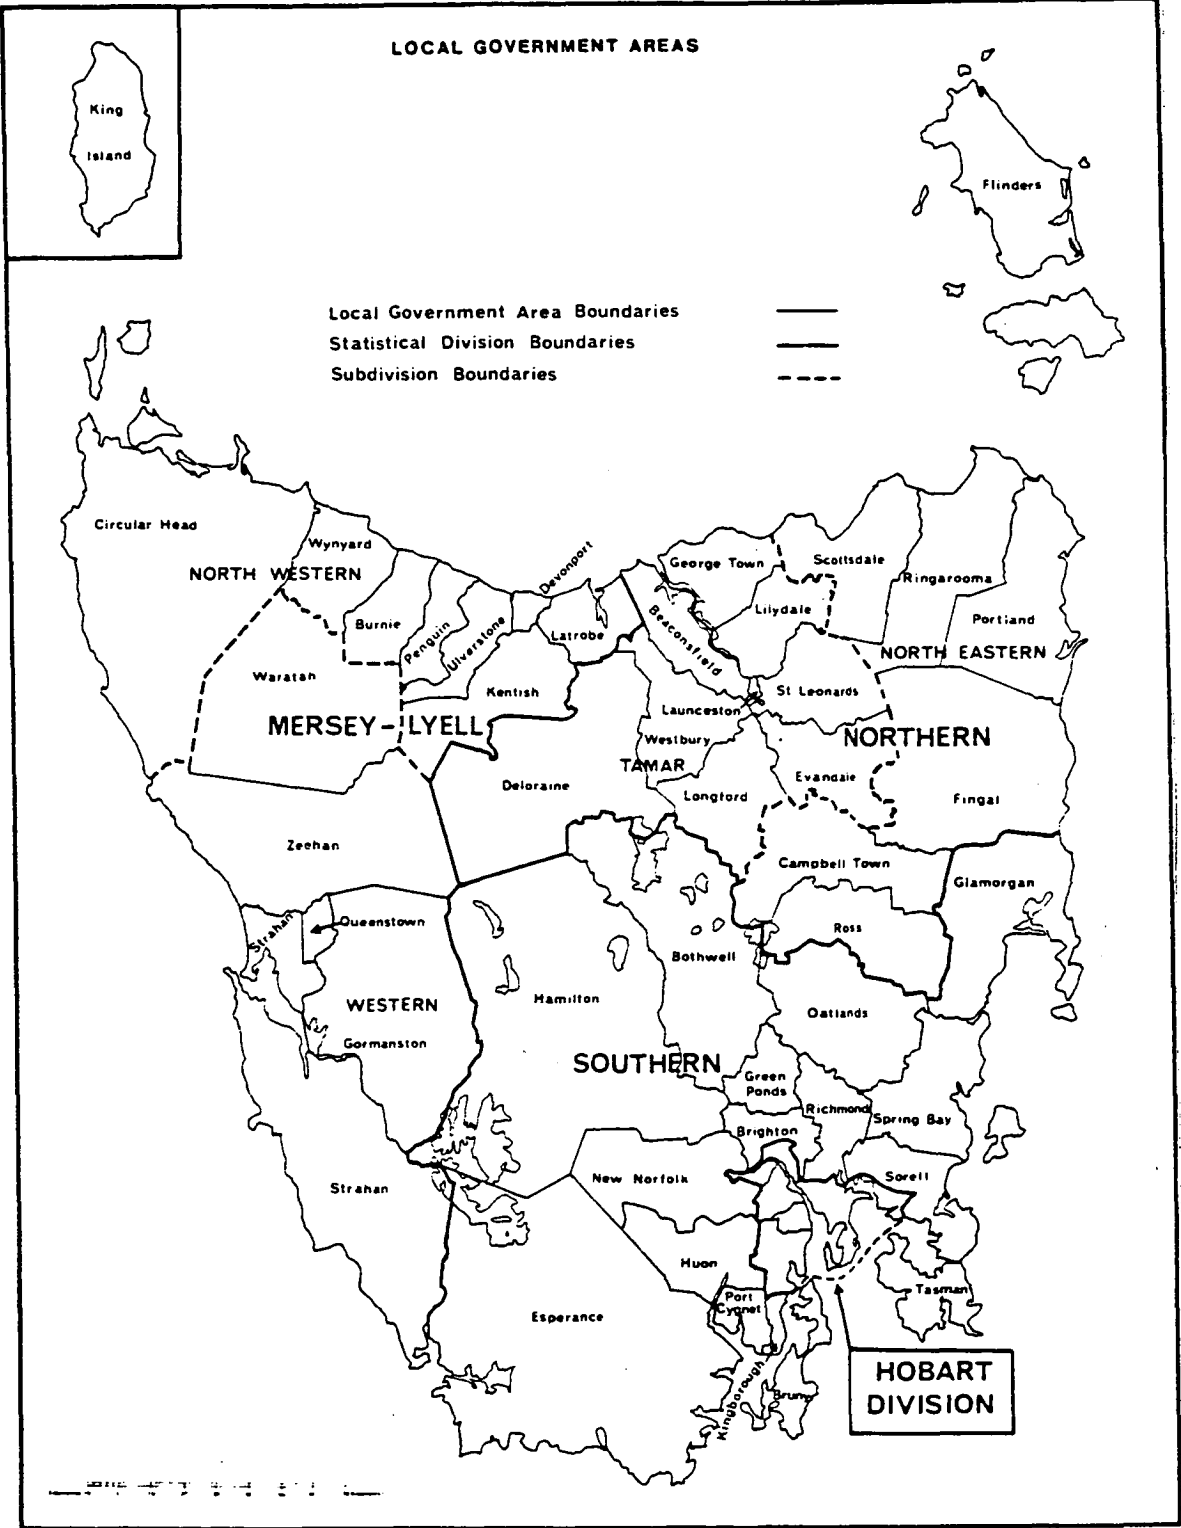 LOCAL GOVERNMENT AREAS
King
Island
Flinders
Local Government Area Boundaries
Statistical Division Boundaries
Subdivision Boundaries
Circular Head
Wynyard
NORTH WESTERN
Burnie
Penguin
Ulverstone
Devonport
Latrobe
Beaconsfield
George Town
Scottsdale
Lilydale
Ringarooma
Portland
NORTH EASTERN
Waratah
Kentish
MERSEY-LYELL
St Leonards
Launceston
NORTHERN
Westbury
TAMAR
Deloraine
Longford
Evandale
Fingal
Zeehan
Campbell Town
Glamorgan
Strahan
Queenstown
Ross
Bothwell
WESTERN
Hamilton
Oatlands
Gormanston
SOUTHERN
Green
Ponds
Richmond
Spring Bay
Brighton
New Norfolk
Sorell
Strahan
Huon
Port
Cygnet
Tasman
Esperance
Kingborough
Bruny
HOBART
DIVISION